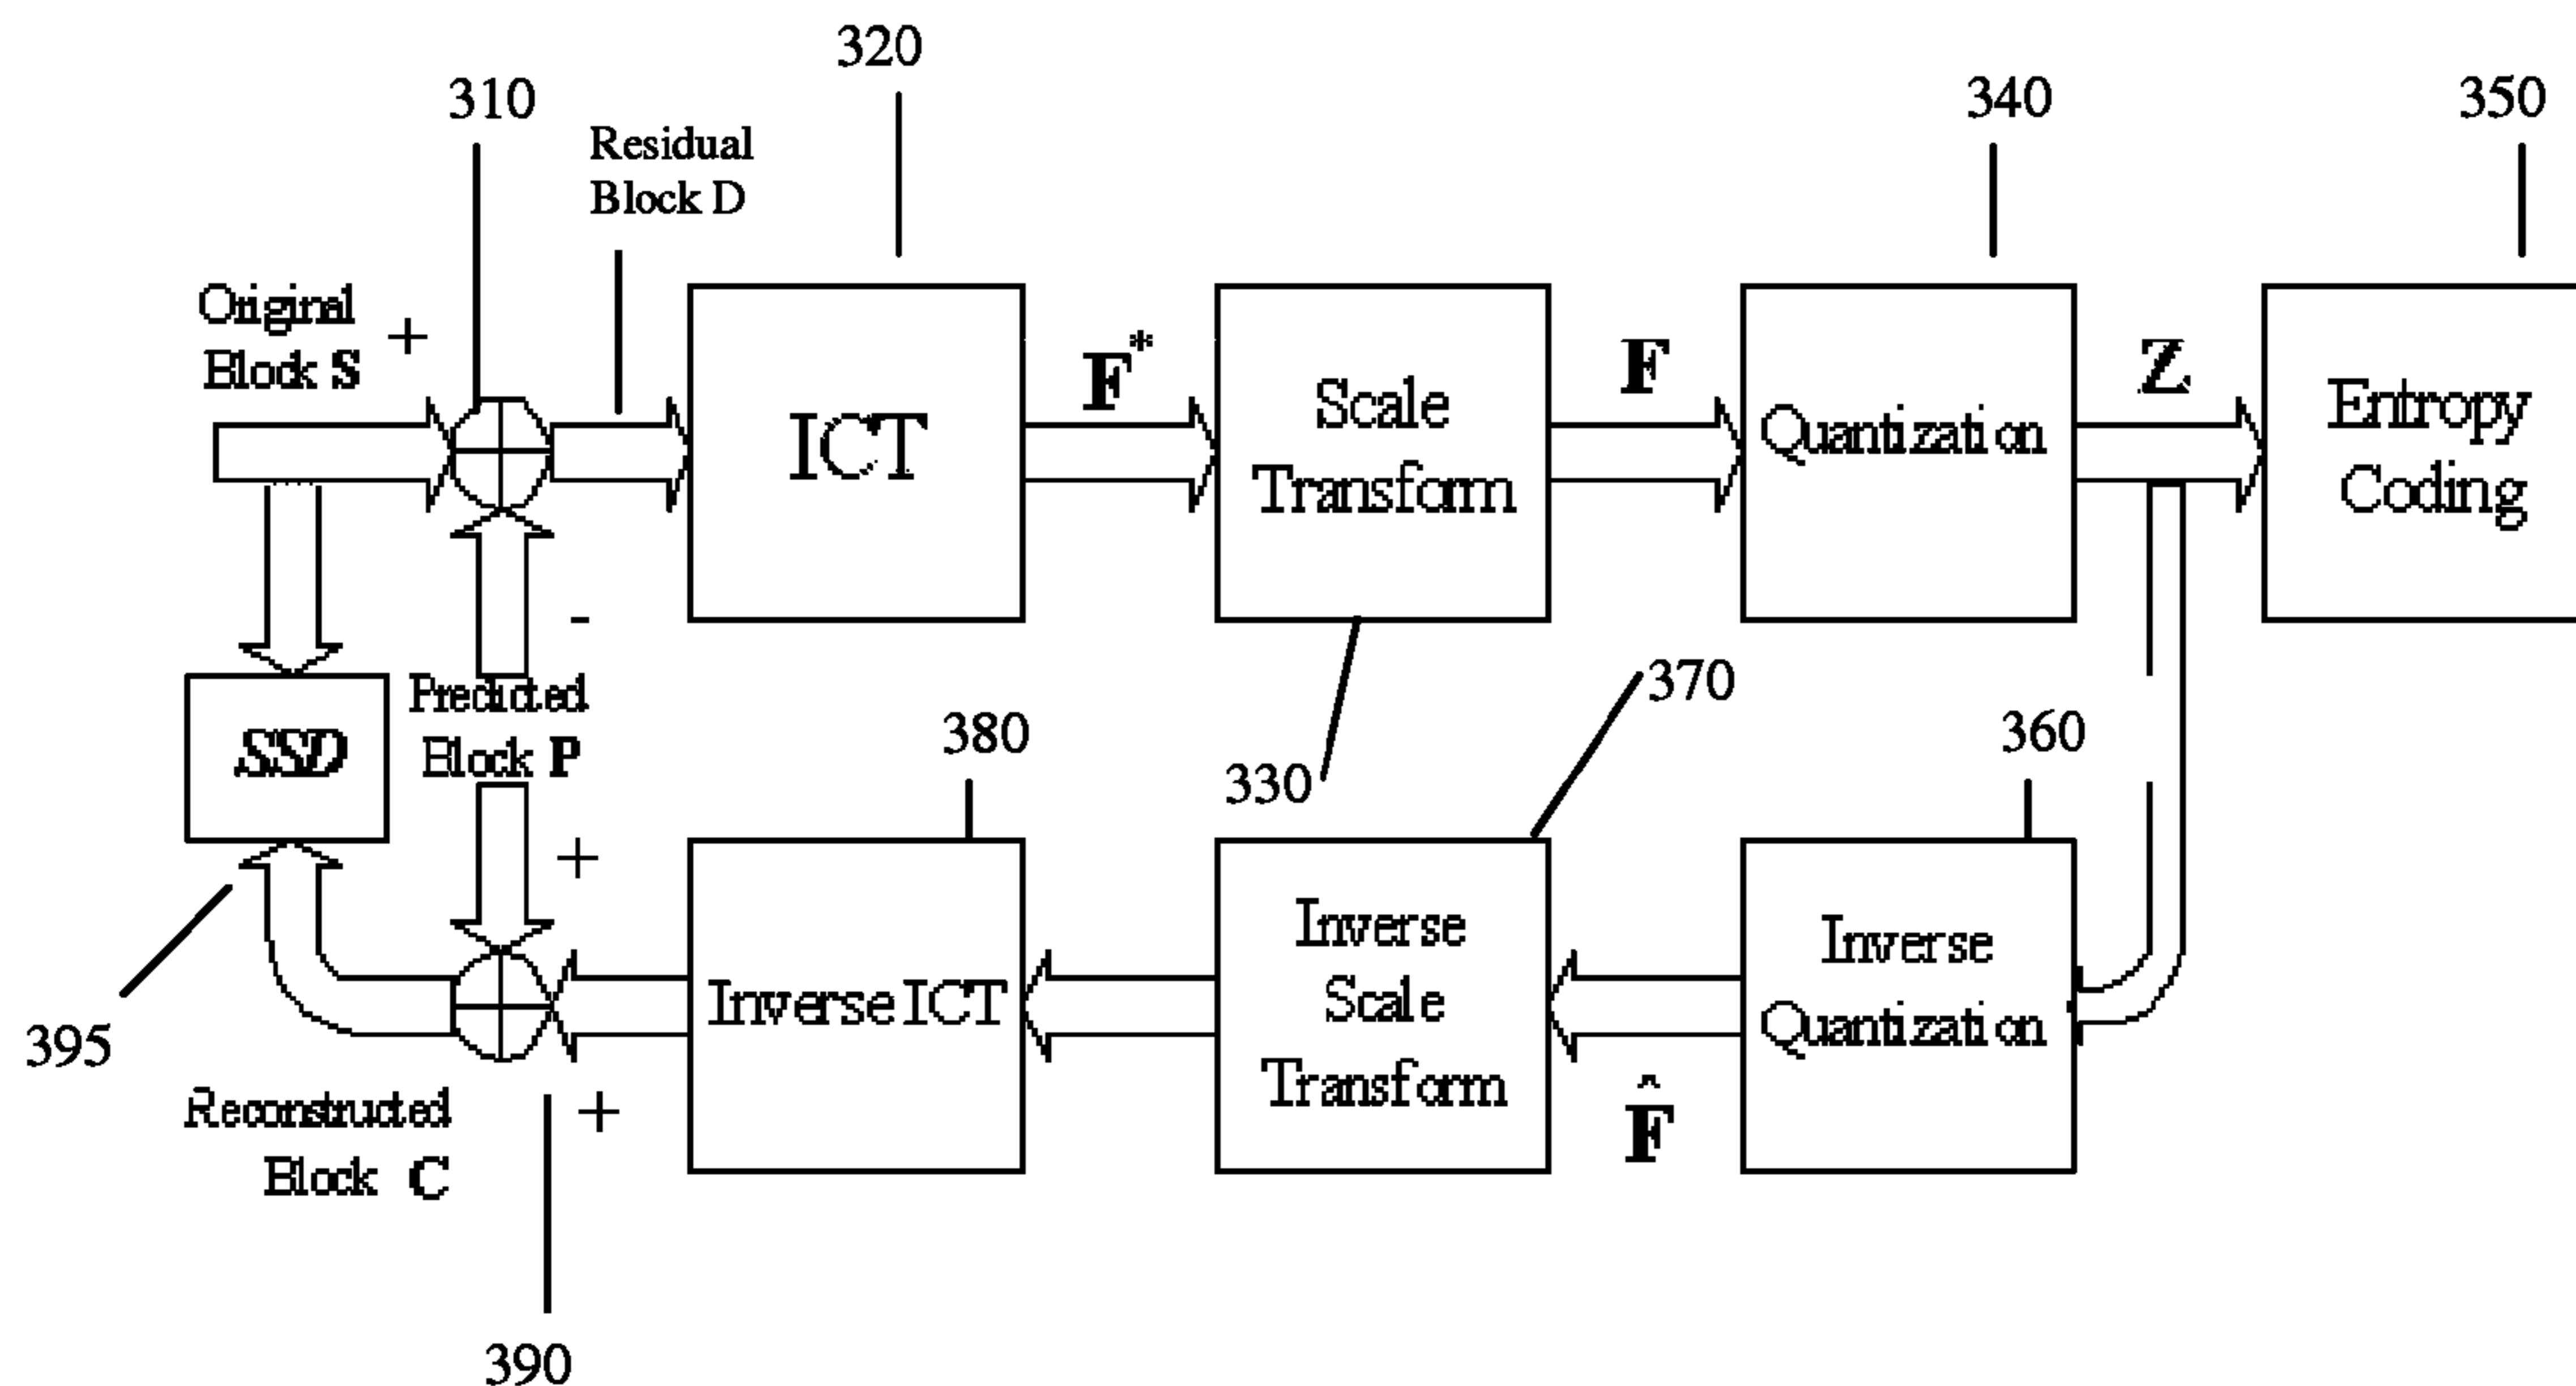 320
310
340
350
Residual
Block D
Original
Block S
+
F*
F
Z
ICT
Scale
Transform
Quantization
Entropy
Coding
-
Predicted
Block P
SSD
370
380
360
330
+
Inverse ICT
Inverse
Scale
Transform
Inverse
Quantization
F̂
395
Reconstructed
Block C
+
390